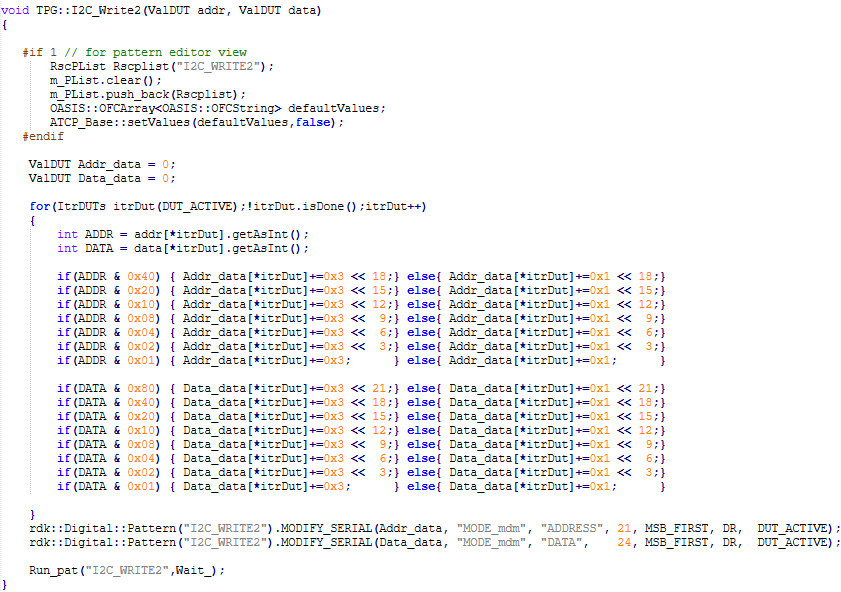 void TPG::I2C_Write2(ValDUT addr, ValDUT data)
{
#if 1 // for pattern editor view
RscPList Rscplist("I2C_WRITE2");
m_PList.clear();
m_PList.push_back(Rscplist);
OASIS::OFCArray<OASIS::OFCString> defaultValues;
ATCP_Base::setValues(defaultValues,false);
#endif
ValDUT Addr_data = 0;
ValDUT Data_data = 0;
for(ItrDUTs itrDut(DUT_ACTIVE);!itrDut.isDone();itrDut++)
{
int ADDR = addr[*itrDut].getAsInt();
int DATA = data[*itrDut].getAsInt();
if(ADDR & 0x40) { Addr_data[*itrDut]+=0x3 << 18;} else{ Addr_data[*itrDut]+=0x1 << 18;}
if(ADDR & 0x20) { Addr_data[*itrDut]+=0x3 << 15;} else{ Addr_data[*itrDut]+=0x1 << 15;}
if(ADDR & 0x10) { Addr_data[*itrDut]+=0x3 << 12;} else{ Addr_data[*itrDut]+=0x1 << 12;}
if(ADDR & 0x08) { Addr_data[*itrDut]+=0x3 <<  9;} else{ Addr_data[*itrDut]+=0x1 <<  9;}
if(ADDR & 0x04) { Addr_data[*itrDut]+=0x3 <<  6;} else{ Addr_data[*itrDut]+=0x1 <<  6;}
if(ADDR & 0x02) { Addr_data[*itrDut]+=0x3 <<  3;} else{ Addr_data[*itrDut]+=0x1 <<  3;}
if(ADDR & 0x01) { Addr_data[*itrDut]+=0x3;      } else{ Addr_data[*itrDut]+=0x1;      }
if(DATA & 0x80) { Data_data[*itrDut]+=0x3 << 21;} else{ Data_data[*itrDut]+=0x1 << 21;}
if(DATA & 0x40) { Data_data[*itrDut]+=0x3 << 18;} else{ Data_data[*itrDut]+=0x1 << 18;}
if(DATA & 0x20) { Data_data[*itrDut]+=0x3 << 15;} else{ Data_data[*itrDut]+=0x1 << 15;}
if(DATA & 0x10) { Data_data[*itrDut]+=0x3 << 12;} else{ Data_data[*itrDut]+=0x1 << 12;}
if(DATA & 0x08) { Data_data[*itrDut]+=0x3 <<  9;} else{ Data_data[*itrDut]+=0x1 <<  9;}
if(DATA & 0x04) { Data_data[*itrDut]+=0x3 <<  6;} else{ Data_data[*itrDut]+=0x1 <<  6;}
if(DATA & 0x02) { Data_data[*itrDut]+=0x3 <<  3;} else{ Data_data[*itrDut]+=0x1 <<  3;}
if(DATA & 0x01) { Data_data[*itrDut]+=0x3;      } else{ Data_data[*itrDut]+=0x1;      }
}
rdk::Digital::Pattern("I2C_WRITE2").MODIFY_SERIAL(Addr_data, "MODE_mdm", "ADDRESS", 21, MSB_FIRST, DR,  DUT_ACTIVE);
rdk::Digital::Pattern("I2C_WRITE2").MODIFY_SERIAL(Data_data, "MODE_mdm", "DATA",    24, MSB_FIRST, DR,  DUT_ACTIVE);
Run_pat("I2C_WRITE2",Wait_);
}